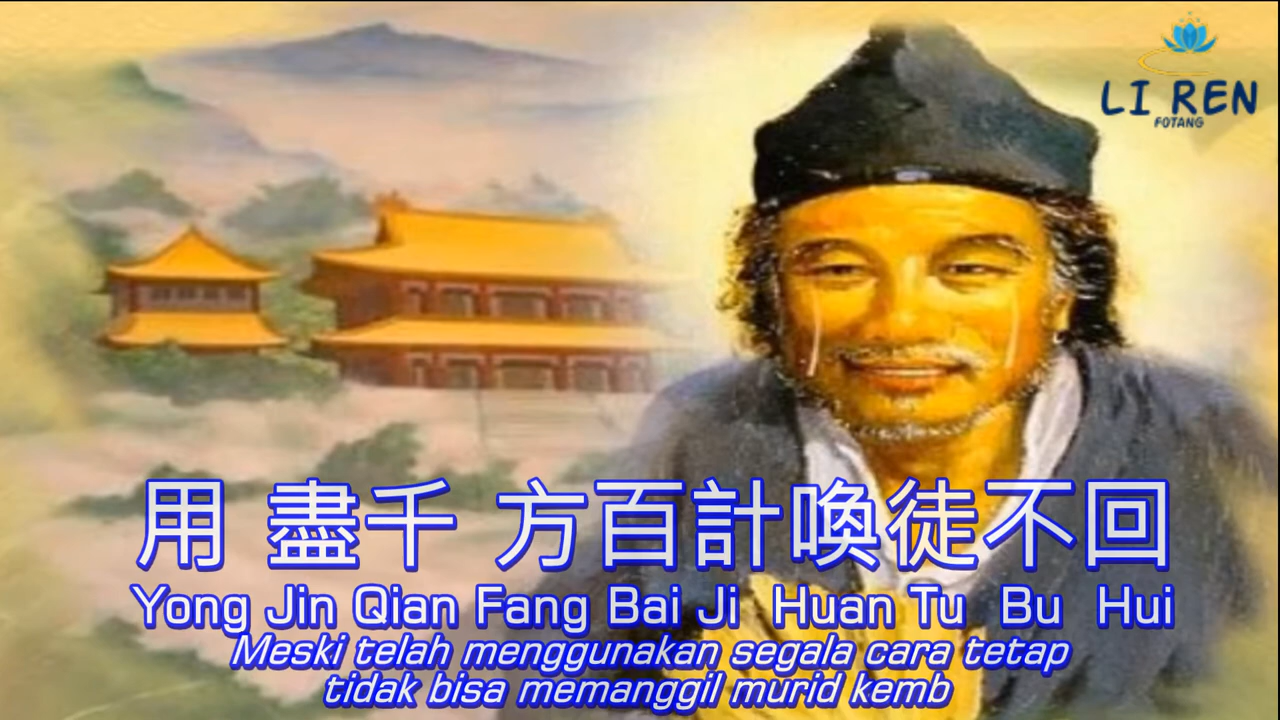 LI REN
FOTANG
用 盡千 方百計喚徒不回
Yong Jin Qian Fang Bai Ji Huan Tu Bu Hui
Meski telah menggunakan segala cara tetap
tidak bisa memanggil murid kemb